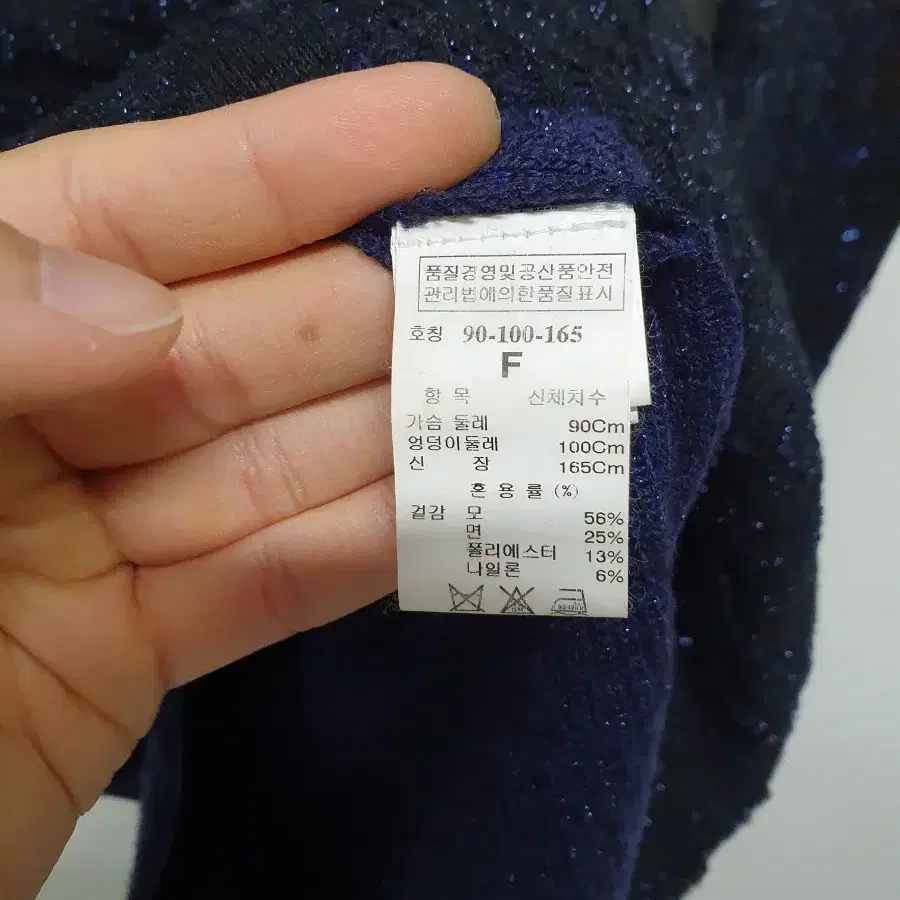 품질경영및공산품안전
관리법에의한품질표시
호칭 90-100-165
F
항 목 신체치수
가슴 둘레 90Cm
엉덩이둘레 100Cm
신 장 165Cm
혼 용 률 (%)
겉감 모 56%
면 25%
폴리에스터 13%
나일론 6%